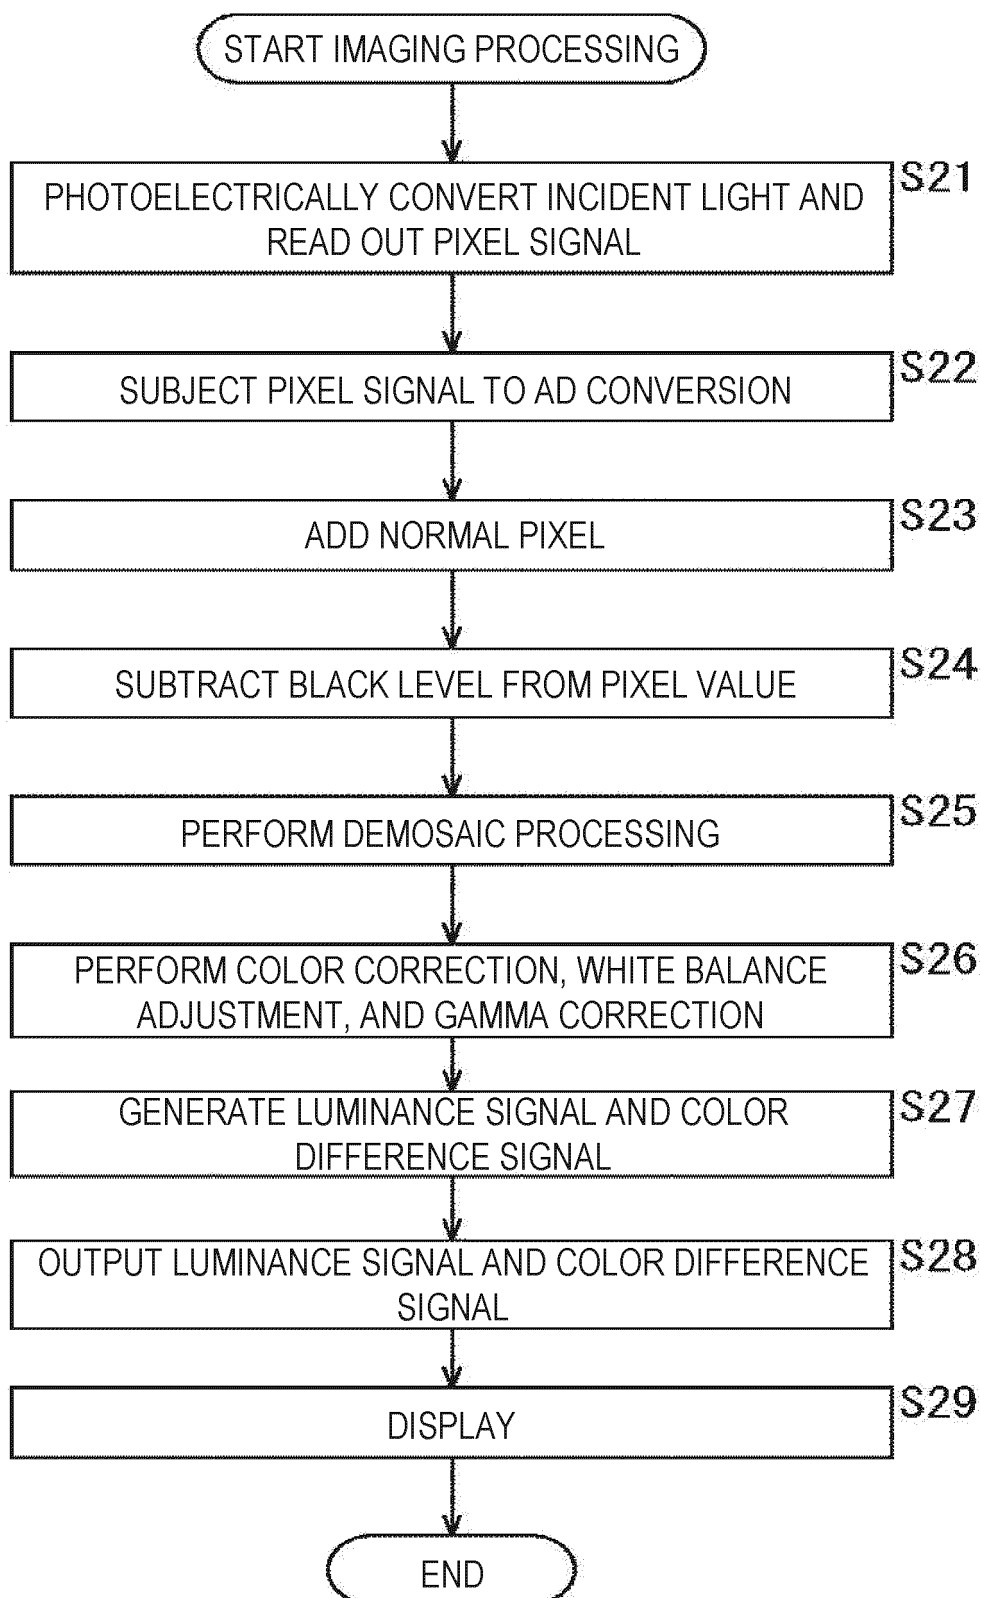 START IMAGING PROCESSING
S21
PHOTOELECTRICALLY CONVERT INCIDENT LIGHT AND
READ OUT PIXEL SIGNAL
S22
SUBJECT PIXEL SIGNAL TO AD CONVERSION
S23
ADD NORMAL PIXEL
S24
SUBTRACT BLACK LEVEL FROM PIXEL VALUE
S25
PERFORM DEMOSAIC PROCESSING
S26
PERFORM COLOR CORRECTION, WHITE BALANCE
ADJUSTMENT, AND GAMMA CORRECTION
S27
GENERATE LUMINANCE SIGNAL AND COLOR
DIFFERENCE SIGNAL
S28
OUTPUT LUMINANCE SIGNAL AND COLOR DIFFERENCE
SIGNAL
S29
DISPLAY
END